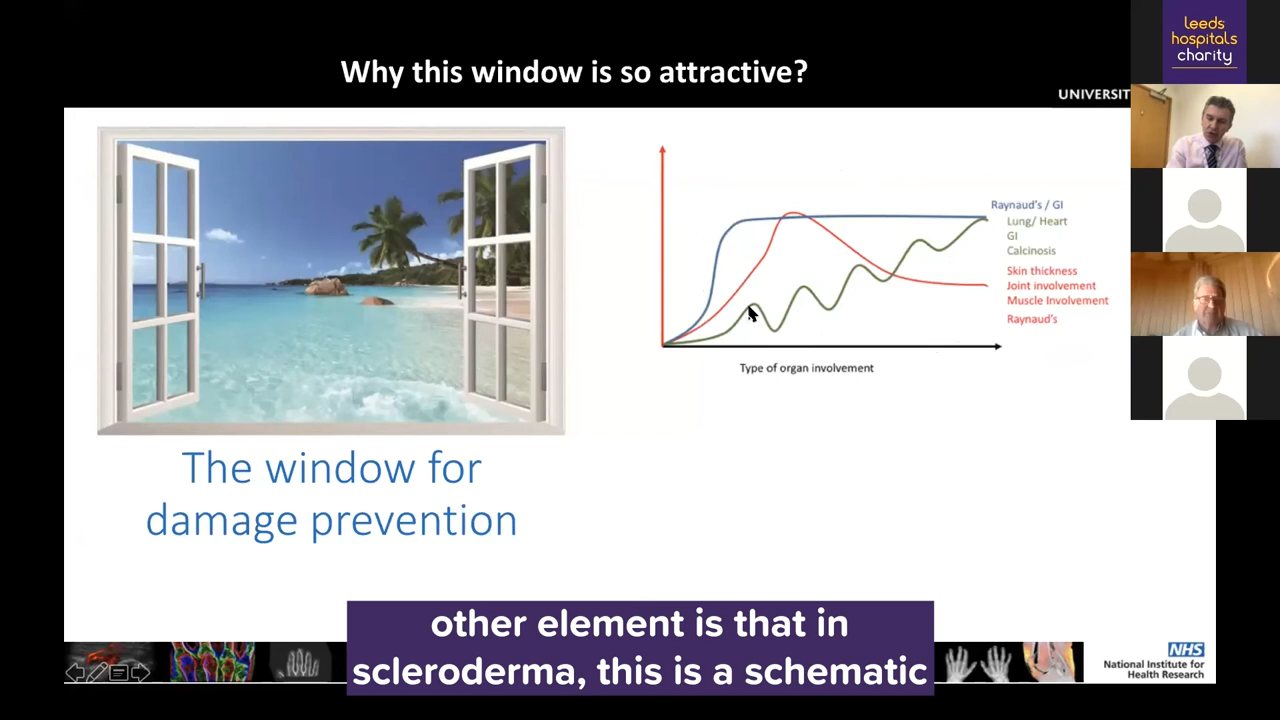 Why this window is so attractive?
UNIVERSIT
leeds
hospitals
charity
Raynaud's / GI
Lung/ Heart
GI
Calcinosis
Skin thickness
Joint involvement
Muscle Involvement
Raynaud's
Type of organ involvement
The window for
damage prevention
other element is that in
scleroderma, this is a schematic
NHS
National Institute for
Health Research